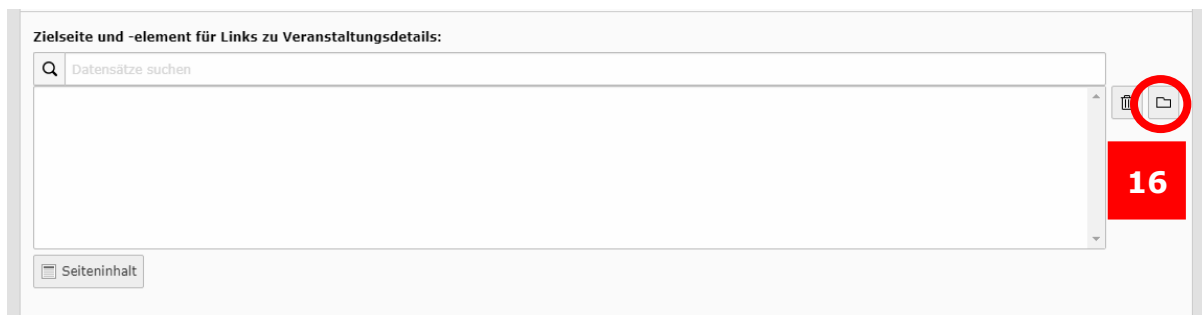 Zielseite und -element für Links zu Veranstaltungsdetails:
Datensätze suchen
16
Seiteninhalt